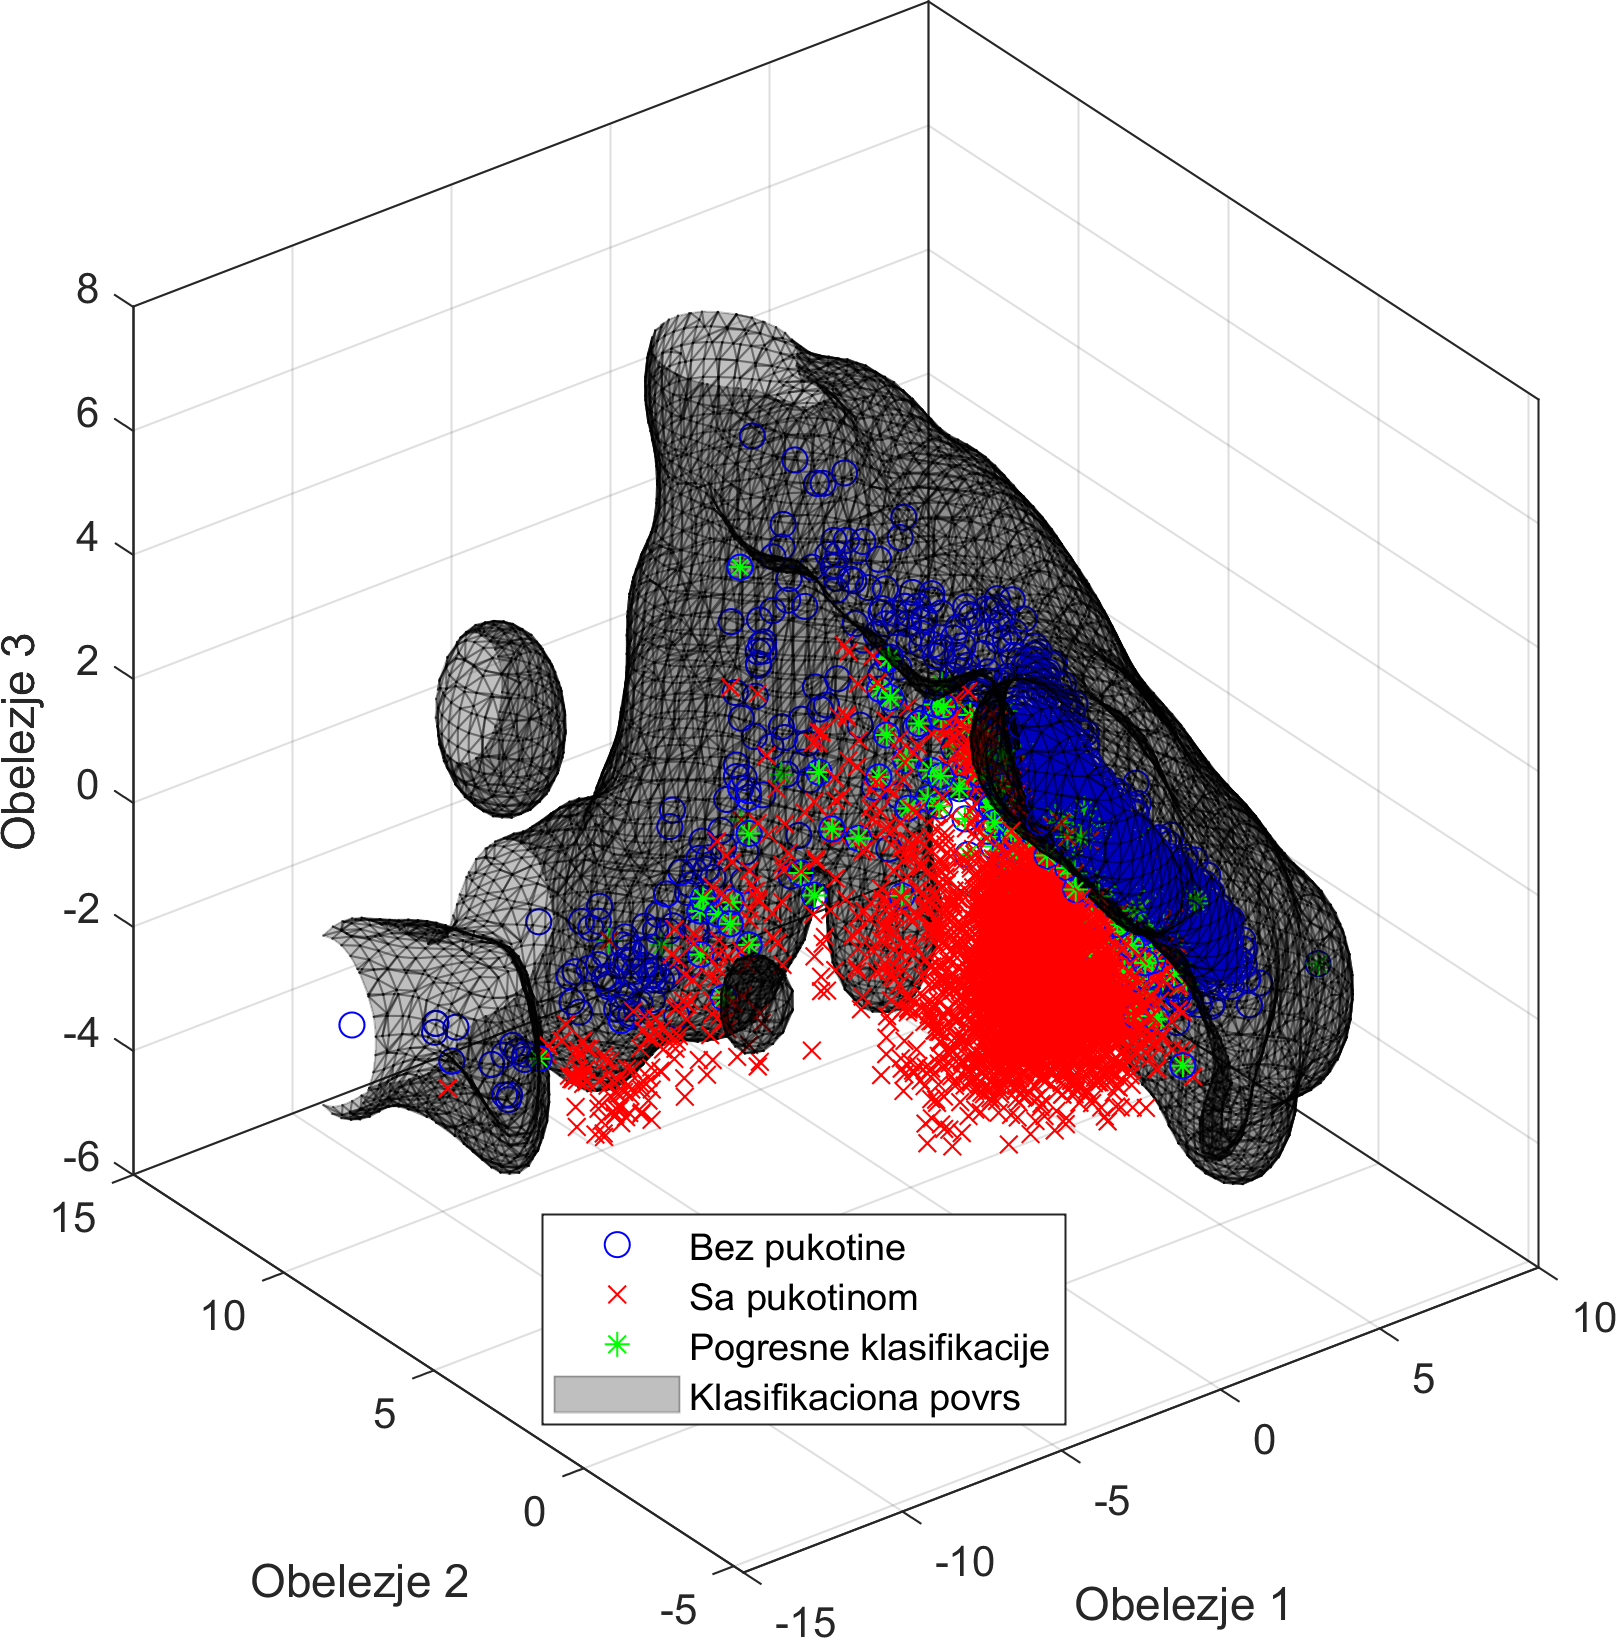 8
6
4
2
0
-2
-4
-6
Obelezje 3
15
10
5
0
-5
Obelezje 2
-15
-10
-5
0
5
10
Obelezje 1
Bez pukotine
Sa pukotinom
Pogresne klasifikacije
Klasifikaciona povrs